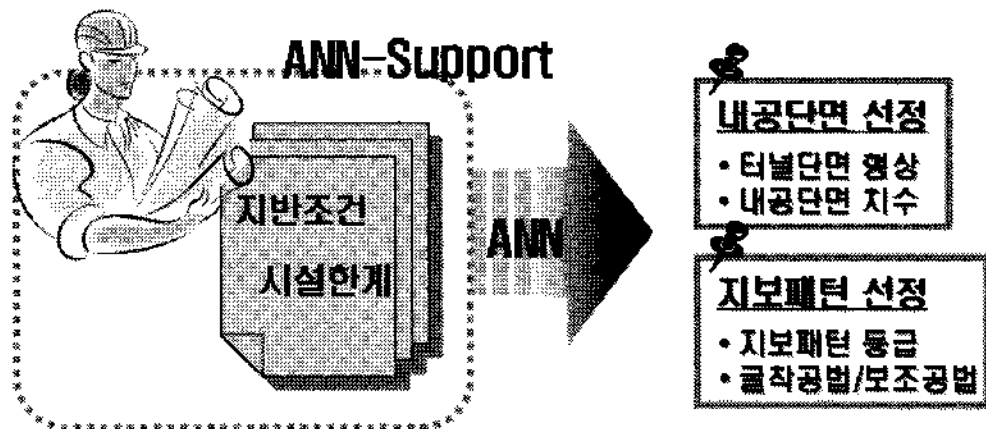 ANN-Support
지반조건
시설한계
ANN
내공단면 선정
• 터널단면 형상
• 내공단면 치수
지보패턴 선정
• 지보패턴 등급
• 굴착공법/보조공법